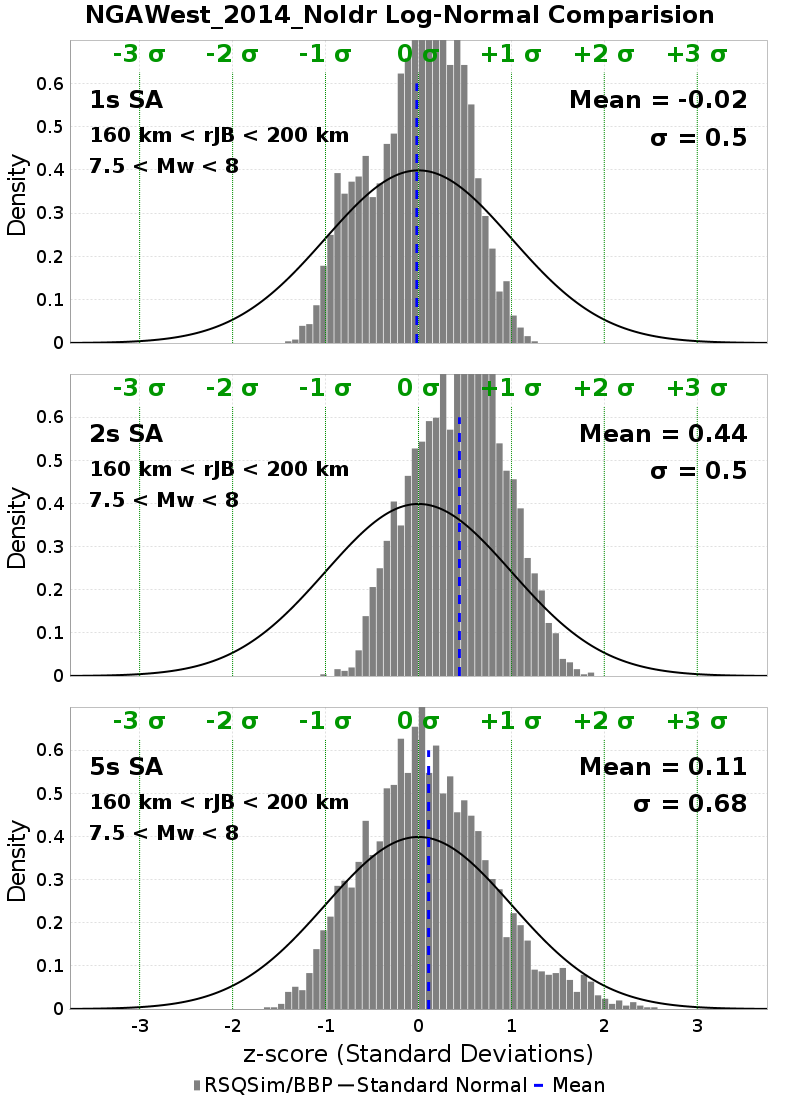 NGAWest_2014_NoIdr Log-Normal Comparision
-3 σ -2 σ -1 σ 0 σ +1 σ +2 σ +3 σ
1s SA
Mean = -0.02
160 km < rJB < 200 km
σ = 0.5
7.5 < Mw < 8
Density
0.6
0.5
0.4
0.3
0.2
0.1
0
-3 σ -2 σ -1 σ 0 σ +1 σ +2 σ +3 σ
2s SA
Mean = 0.44
160 km < rJB < 200 km
σ = 0.5
7.5 < Mw < 8
Density
0.6
0.5
0.4
0.3
0.2
0.1
0
-3 σ -2 σ -1 σ 0 σ +1 σ +2 σ +3 σ
5s SA
Mean = 0.11
160 km < rJB < 200 km
σ = 0.68
7.5 < Mw < 8
Density
0.6
0.5
0.4
0.3
0.2
0.1
0
-3 -2 -1 0 1 2 3
z-score (Standard Deviations)
RSQSim/BBP Standard Normal Mean